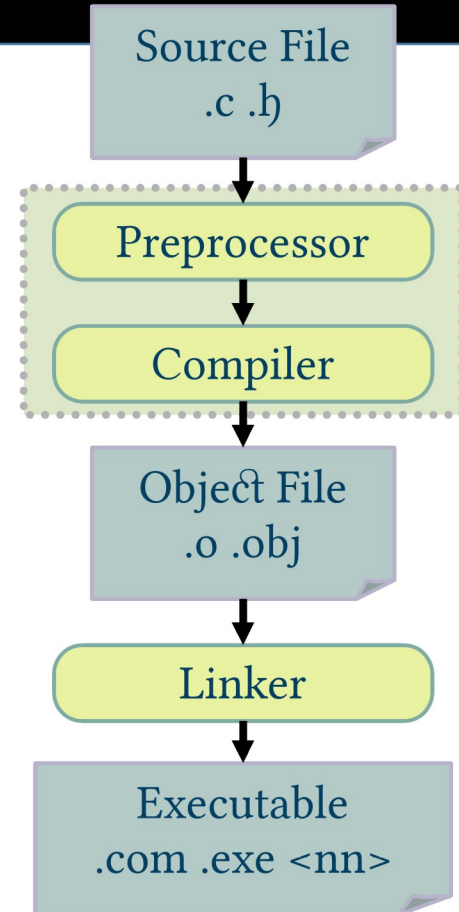 Source File
.c .h
Preprocessor
Compiler
Object File
.o .obj
Linker
Executable
.com .exe <nn>